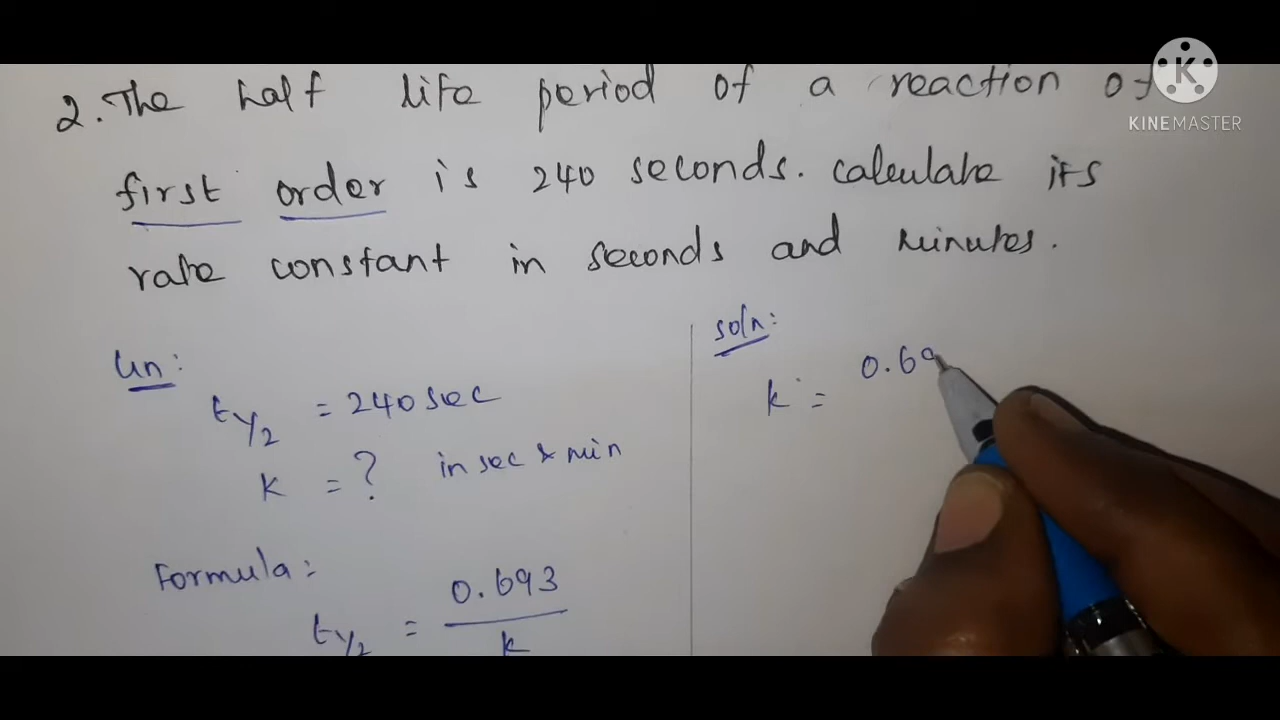 2. The half life period of a reaction of
first order is 240 seconds. calculate its
rate constant in seconds and minutes.
Gn:
t1/2 = 240 sec
k = ? in sec & min
Formula:
t1/2 = 0.693
k
Soln:
k = 0.69
K
KINEMASTER